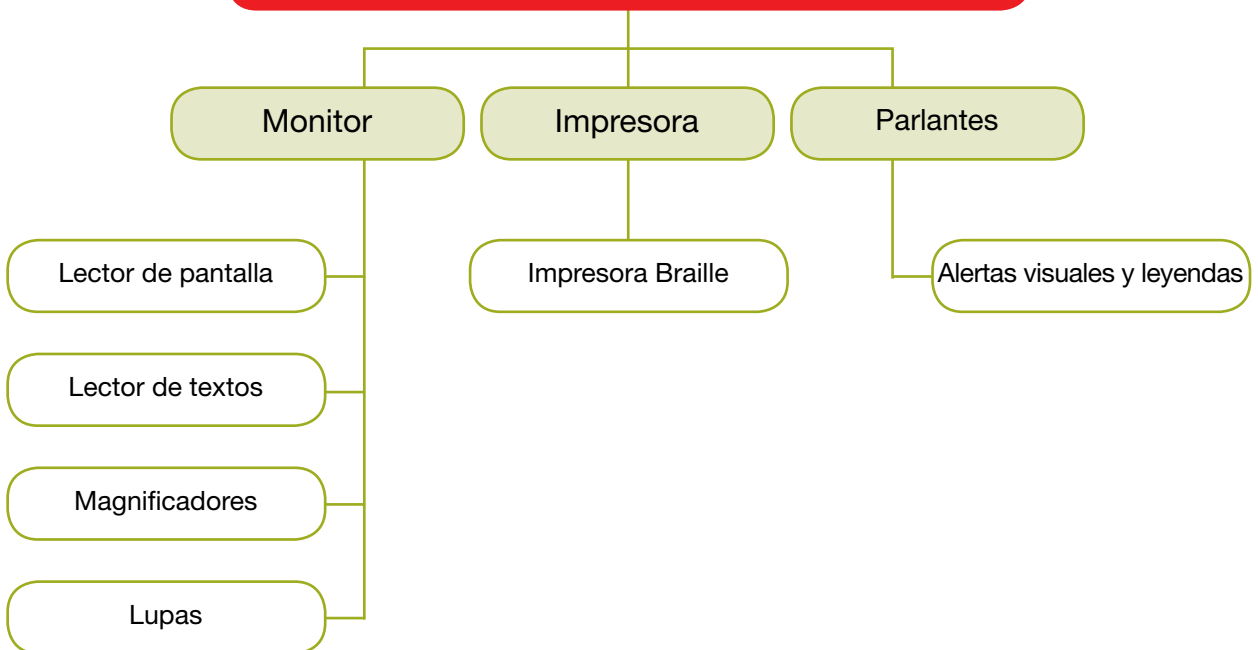 Monitor
Impresora
Parlantes
Lector de pantalla
Impresora Braille
Alertas visuales y leyendas
Lector de textos
Magnificadores
Lupas